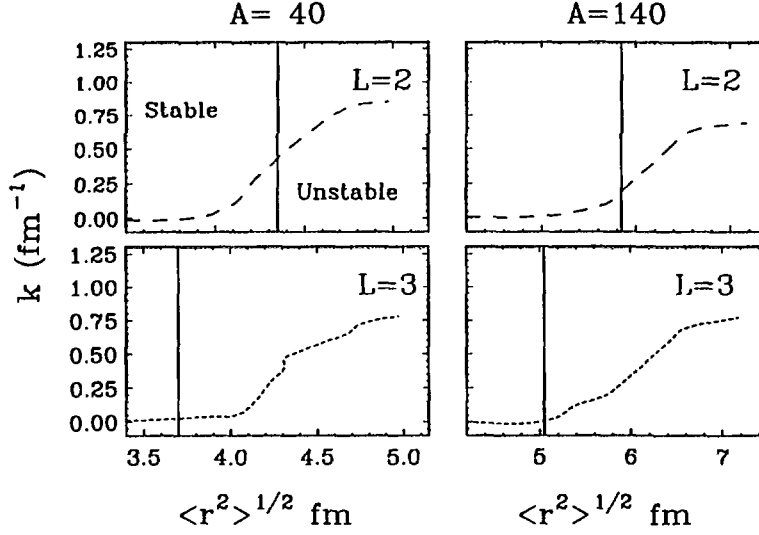 A= 40 A=140
1.25
1.00
0.75
0.50
0.25
0.00
L=2
Stable
Unstable
L=2
1.25
1.00
0.75
0.50
0.25
0.00
L=3
L=3
k (fm⁻¹)
3.5 4.0 4.5 5.0
5 6 7
<r²>^1/2 fm <r²>^1/2 fm